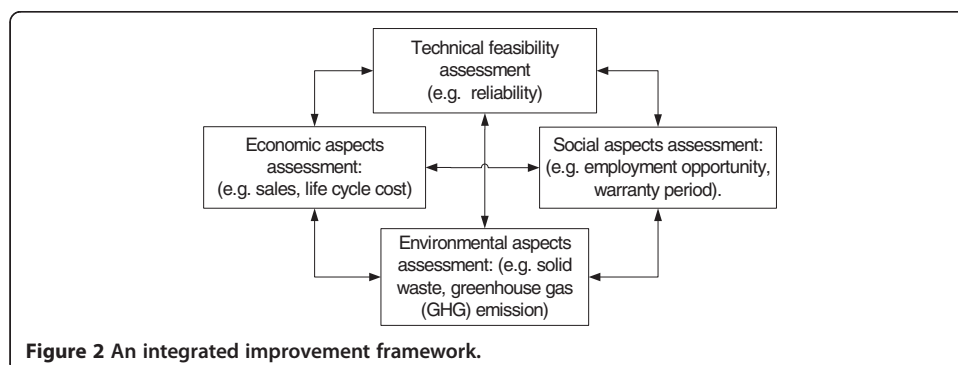 Technical feasibility
assessment
(e.g. reliability)
Economic aspects
assessment:
(e.g. sales, life cycle cost)
Social aspects assessment:
(e.g. employment opportunity,
warranty period).
Environmental aspects
assessment: (e.g. solid
waste, greenhouse gas
(GHG) emission)
Figure 2 An integrated improvement framework.